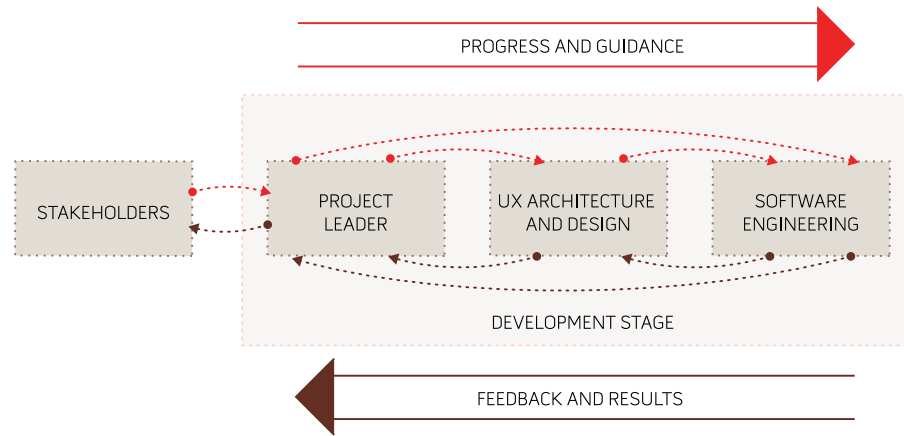 PROGRESS AND GUIDANCE
STAKEHOLDERS
PROJECT
LEADER
UX ARCHITECTURE
AND DESIGN
SOFTWARE
ENGINEERING
DEVELOPMENT STAGE
FEEDBACK AND RESULTS